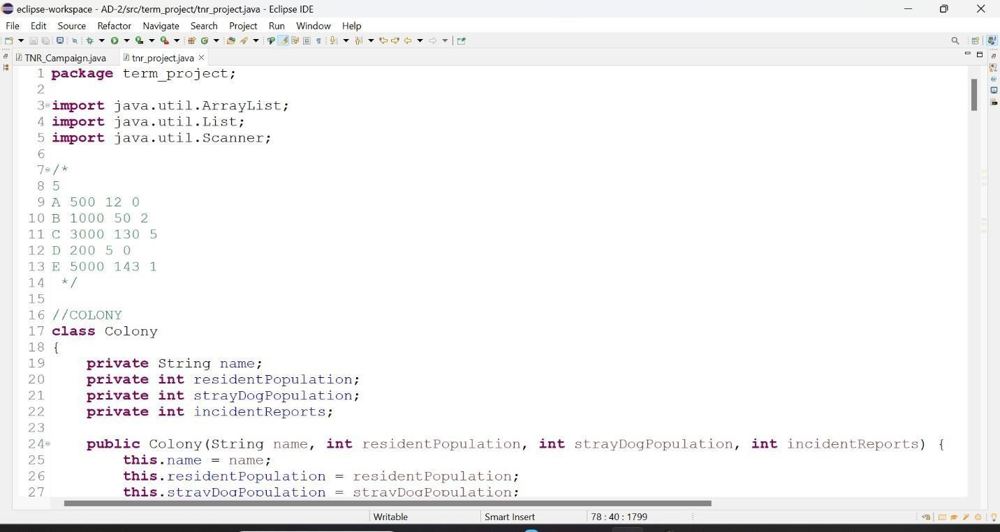 eclipse-workspace - AD-2/src/term_project/tnr_project.java - Eclipse IDE
File Edit Source Refactor Navigate Search Project Run Window Help
TNR_Campaign.java tnr_project.java
1 package term_project;
2
3 import java.util.ArrayList;
4 import java.util.List;
5 import java.util.Scanner;
6
7 /*
8 5
9 A 500 12 0
10 B 1000 50 2
11 C 3000 130 5
12 D 200 5 0
13 E 5000 143 1
14 */
15
16 //COLONY
17 class Colony
18 {
19 private String name;
20 private int residentPopulation;
21 private int strayDogPopulation;
22 private int incidentReports;
23
24 public Colony(String name, int residentPopulation, int strayDogPopulation, int incidentReports) {
25 this.name = name;
26 this.residentPopulation = residentPopulation;
27 this.strayDogPopulation = strayDogPopulation;
Writable Smart Insert 78 : 40 : 1799